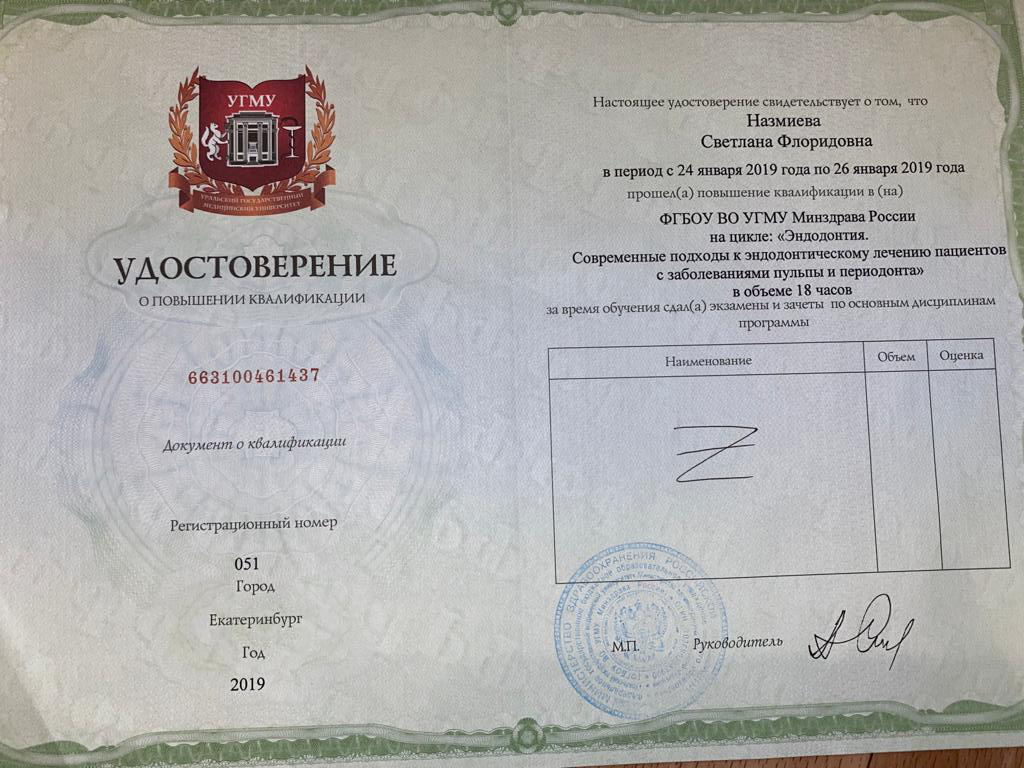 УГМУ
УРАЛЬСКИЙ ГОСУДАРСТВЕННЫЙ
МЕДИЦИНСКИЙ УНИВЕРСИТЕТ
УДОСТОВЕРЕНИЕ
О ПОВЫШЕНИИ КВАЛИФИКАЦИИ
663100461437
Документ о квалификации
Регистрационный номер
051
Город
Екатеринбург
Год
2019
Настоящее удостоверение свидетельствует о том, что
Назмиева
Светлана Флоридовна
в период с 24 января 2019 года по 26 января 2019 года
прошел(а) повышение квалификации в (на)
ФГБОУ ВО УГМУ Минздрава России
на цикле: «Эндодонтия.
Современные подходы к эндодонтическому лечению пациентов
с заболеваниями пульпы и периодонта»
в объеме 18 часов
за время обучения сдал(а) экзамены и зачеты по основным дисциплинам
программы
Наименование Объем Оценка
Z
М.П. Руководитель
МИНИСТЕРСТВО ЗДРАВООХРАНЕНИЯ РОССИЙСКОЙ